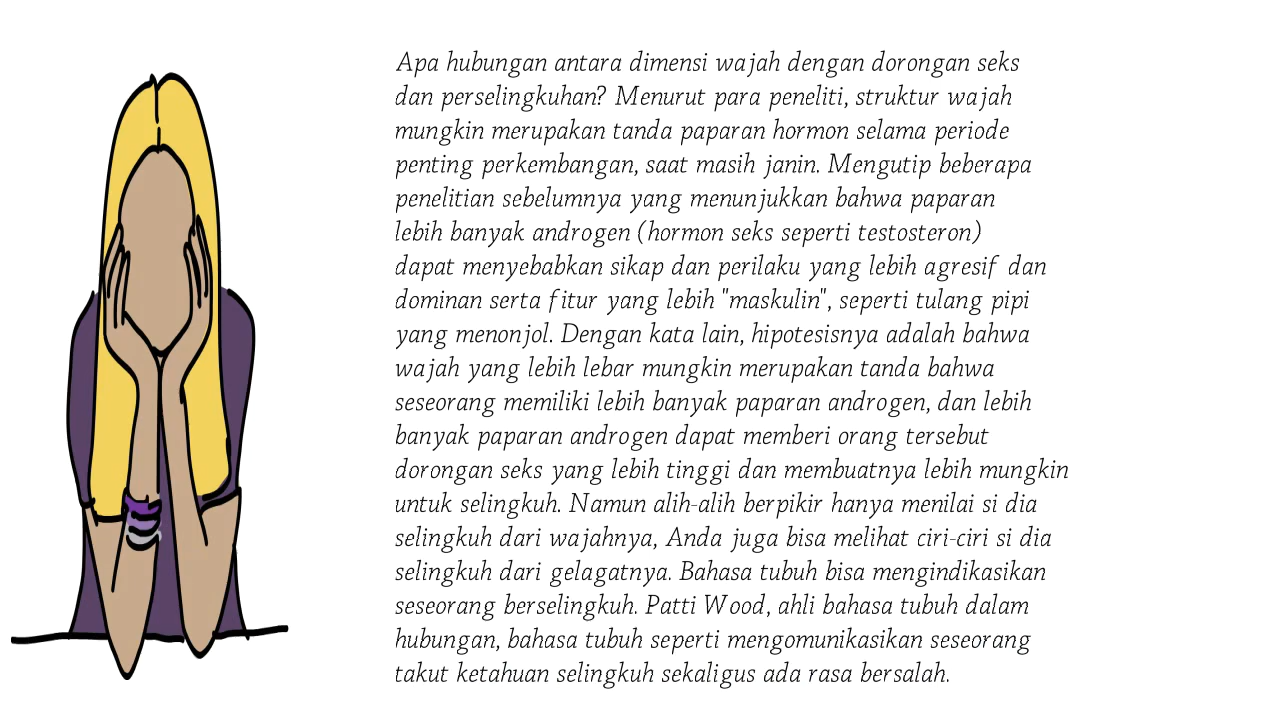 Apa hubungan antara dimensi wajah dengan dorongan seks
dan perselingkuhan? Menurut para peneliti, struktur wajah
mungkin merupakan tanda paparan hormon selama periode
penting perkembangan, saat masih janin. Mengutip beberapa
penelitian sebelumnya yang menunjukkan bahwa paparan
lebih banyak androgen (hormon seks seperti testosteron)
dapat menyebabkan sikap dan perilaku yang lebih agresif dan
dominan serta fitur yang lebih "maskulin", seperti tulang pipi
yang menonjol. Dengan kata lain, hipotesisnya adalah bahwa
wajah yang lebih lebar mungkin merupakan tanda bahwa
seseorang memiliki lebih banyak paparan androgen, dan lebih
banyak paparan androgen dapat memberi orang tersebut
dorongan seks yang lebih tinggi dan membuatnya lebih mungkin
untuk selingkuh. Namun alih-alih berpikir hanya menilai si dia
selingkuh dari wajahnya, Anda juga bisa melihat ciri-ciri si dia
selingkuh dari gelagatnya. Bahasa tubuh bisa mengindikasikan
seseorang berselingkuh. Patti Wood, ahli bahasa tubuh dalam
hubungan, bahasa tubuh seperti mengomunikasikan seseorang
takut ketahuan selingkuh sekaligus ada rasa bersalah.